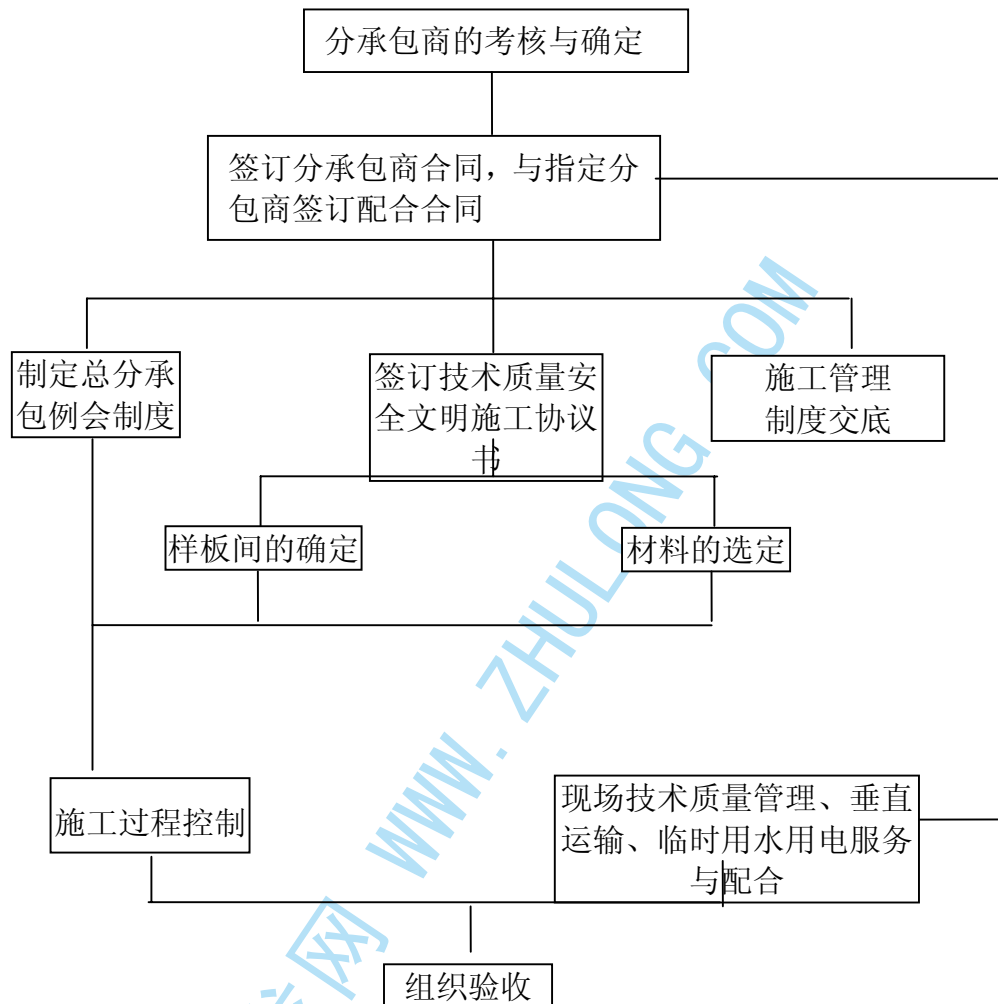 分承包商的考核与确定
签订分承包商合同，与指定分
包商签订配合合同
制定总分承
包例会制度
签订技术质量安
全文明施工协议
书
施工管理
制度交底
样板间的确定
材料的选定
施工过程控制
现场技术质量管理、垂直
运输、临时用水用电服务
与配合
组织验收
网 WWW. ZHULONG COM